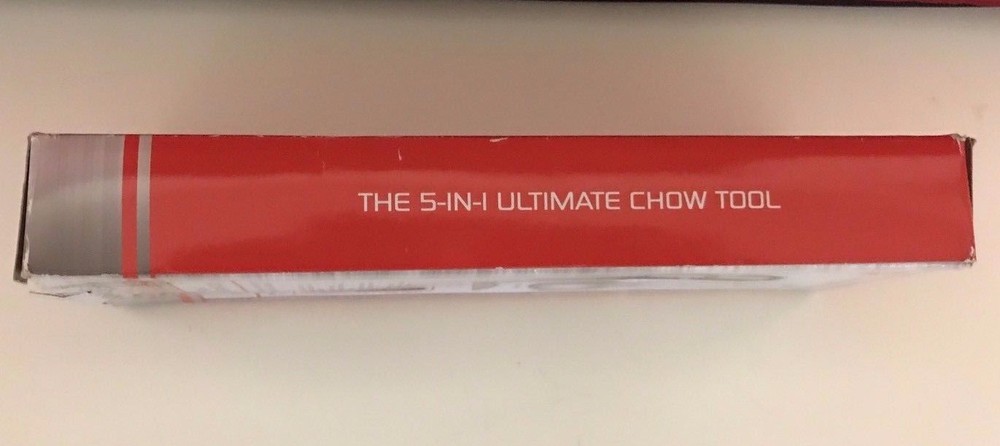 THE 5-IN-1 ULTIMATE CHOW TOOL